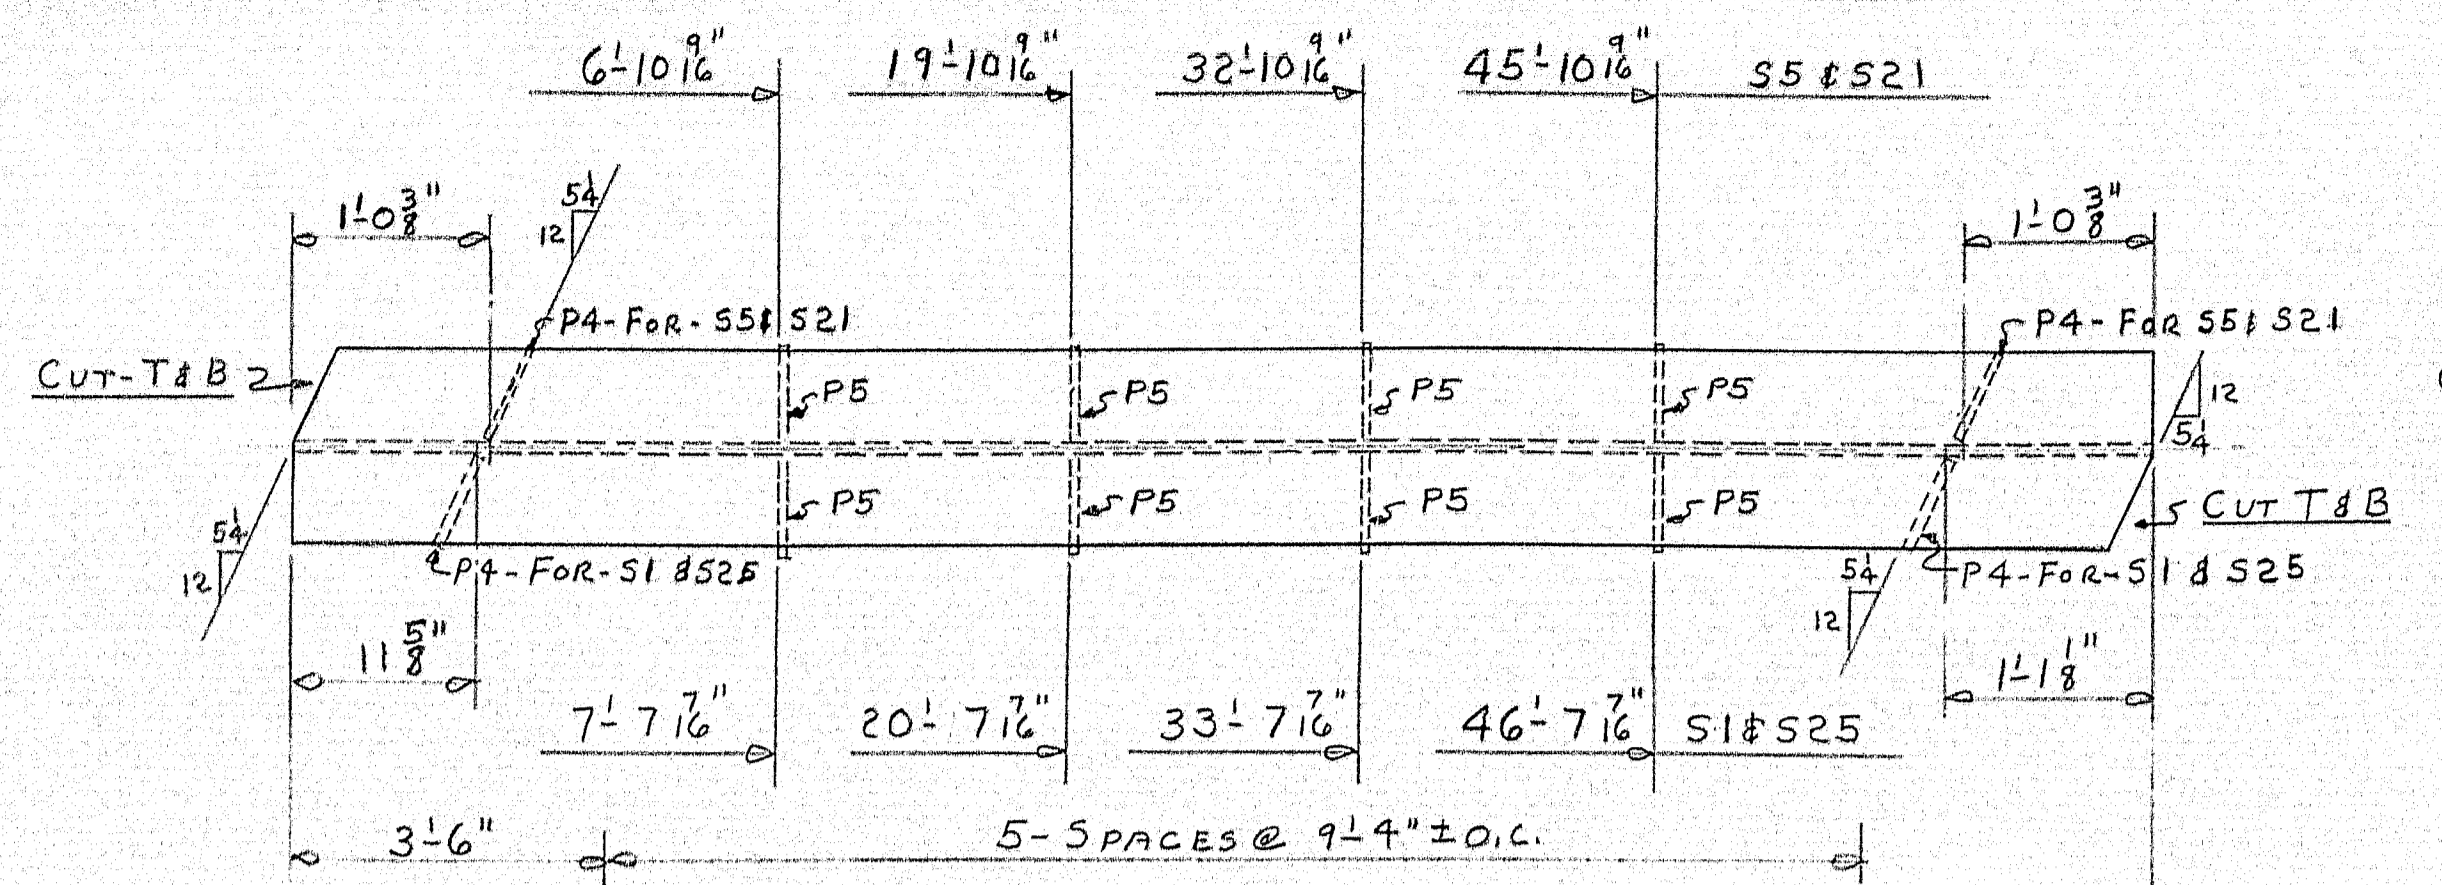 6'-10 9/16" 19'-10 9/16" 32'-10 9/16" 45'-10 9/16" S5 & S21
1'-0 3/8" 5 1/4 12 1'-0 3/8"
P4-FOR-S5 & S21 P4-FOR S5 & S21
CUT-T & B P5 P5 P5 P5 12 5 1/4
5 1/4 12 P5 P5 P5 P5 CUT T & B
P4-FOR-S1 & S25 5 1/4 12 P4-FOR-S1 & S25
11 5/8" 1'-1 1/8"
7'-7 7/16" 20'-7 7/16" 33'-7 7/16" 46'-7 7/16" S1 & S25
3'-6" 5-SPACES @ 9'-4" ± O.C.